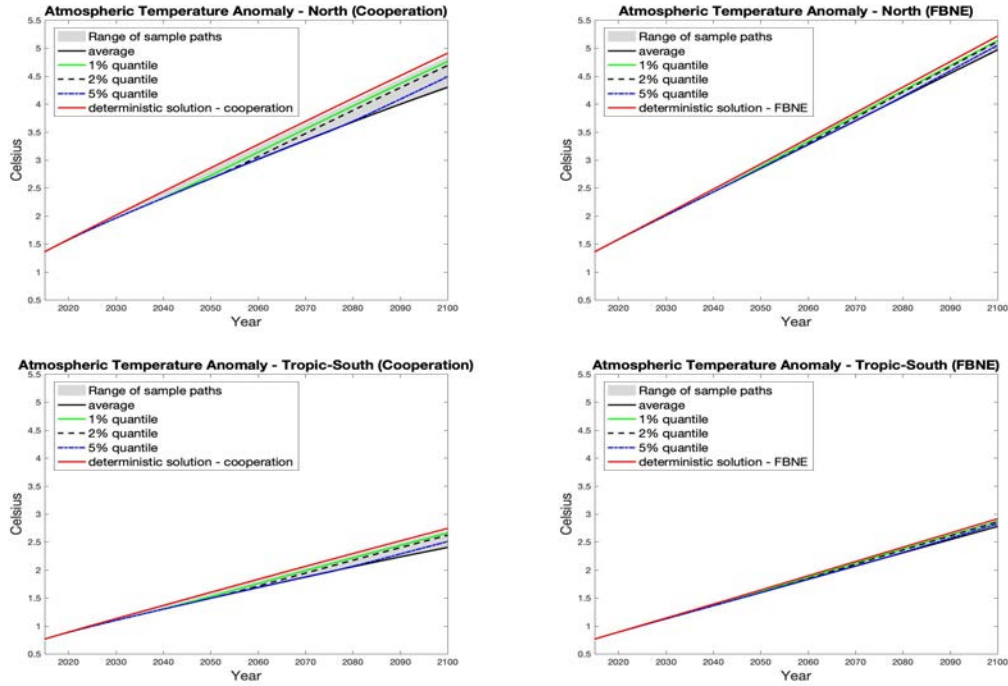 Atmospheric Temperature Anomaly - North (Cooperation)
5.5
5
4.5
4
3.5
3
2.5
2
1.5
1
0.5
Celsius
Range of sample paths
average
1% quantile
2% quantile
5% quantile
deterministic solution - cooperation
2020 2030 2040 2050 2060 2070 2080 2090 2100
Year
Atmospheric Temperature Anomaly - North (FBNE)
5.5
5
4.5
4
3.5
3
2.5
2
1.5
1
0.5
Celsius
Range of sample paths
average
1% quantile
2% quantile
5% quantile
deterministic solution - FBNE
2020 2030 2040 2050 2060 2070 2080 2090 2100
Year
Atmospheric Temperature Anomaly - Tropic-South (Cooperation)
5.5
5
4.5
4
3.5
3
2.5
2
1.5
1
0.5
Celsius
Range of sample paths
average
1% quantile
2% quantile
5% quantile
deterministic solution - cooperation
2020 2030 2040 2050 2060 2070 2080 2090 2100
Year
Atmospheric Temperature Anomaly - Tropic-South (FBNE)
5.5
5
4.5
4
3.5
3
2.5
2
1.5
1
0.5
Celsius
Range of sample paths
average
1% quantile
2% quantile
5% quantile
deterministic solution - FBNE
2020 2030 2040 2050 2060 2070 2080 2090 2100
Year